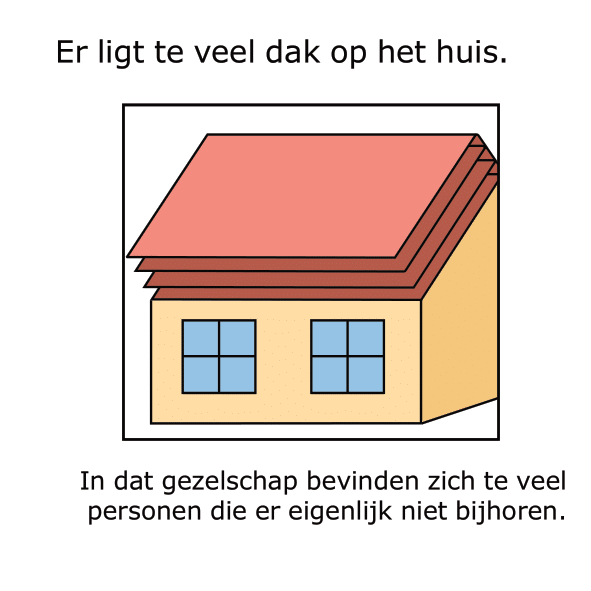 Er ligt te veel dak op het huis.
In dat gezelschap bevinden zich te veel
personen die er eigenlijk niet bijhoren.